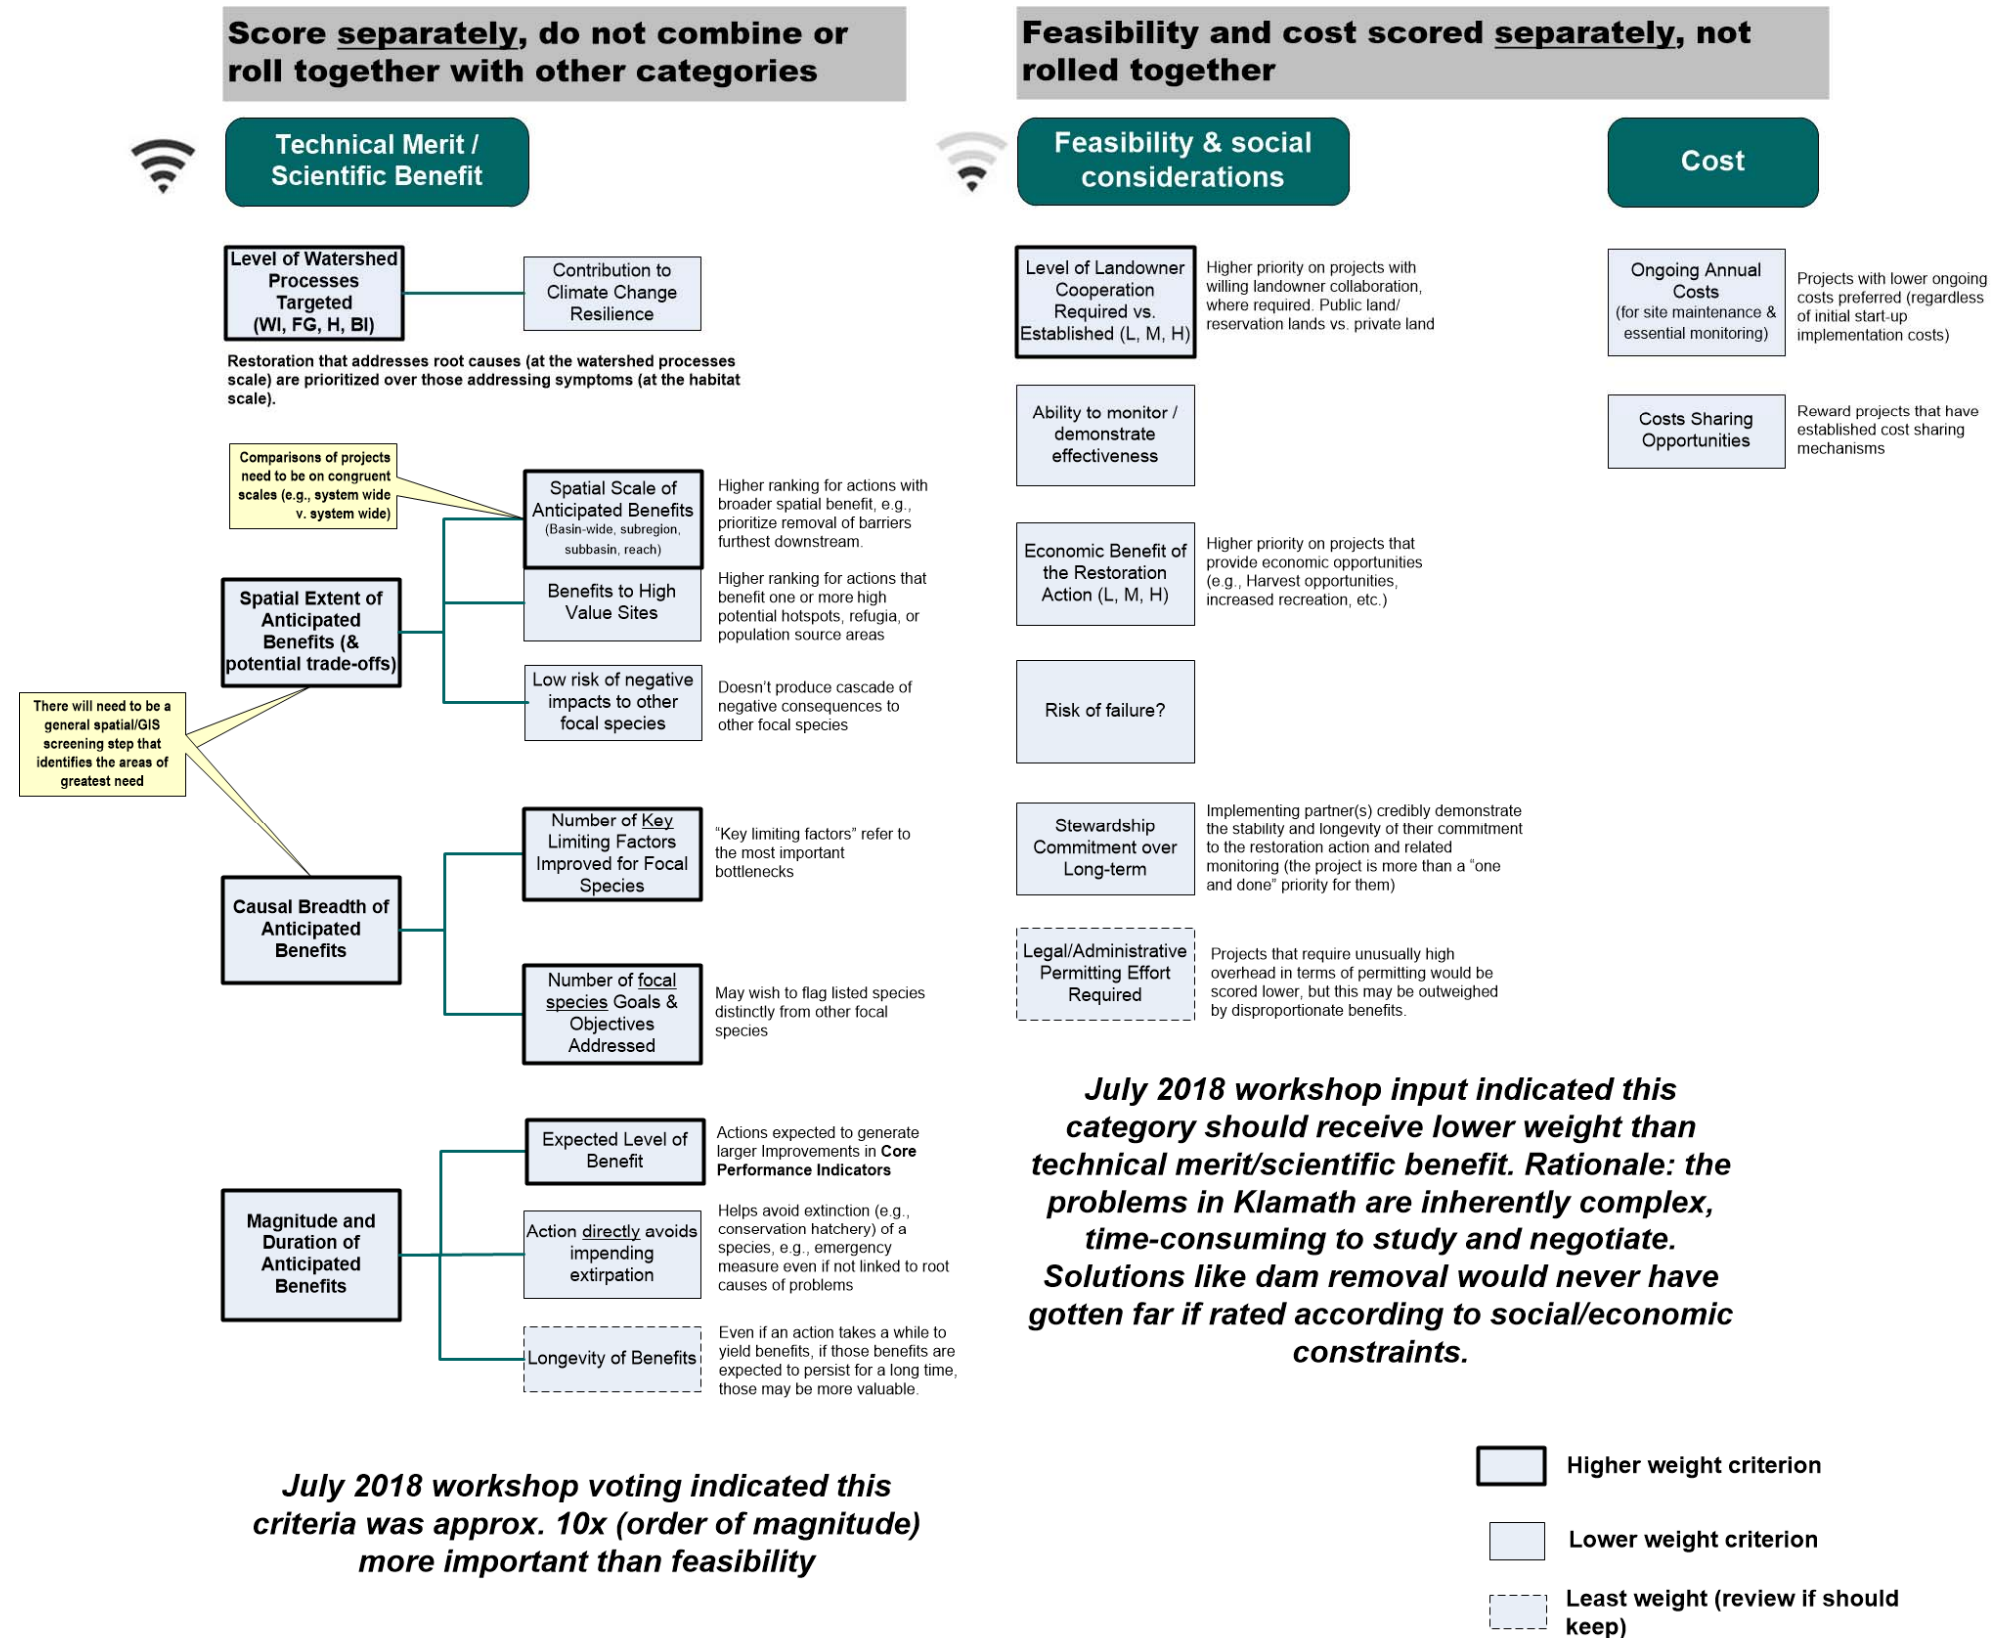 Score separately, do not combine or
roll together with other categories
Feasibility and cost scored separately, not
rolled together
Technical Merit /
Scientific Benefit
Feasibility & social
considerations
Cost
Level of Watershed
Processes
Targeted
(WI, FG, H, BI)
Contribution to
Climate Change
Resilience
Restoration that addresses root causes (at the watershed processes
scale) are prioritized over those addressing symptoms (at the habitat
scale).
Comparisons of projects
need to be on congruent
scales (e.g., system wide
v. system wide)
Spatial Scale of
Anticipated Benefits
(Basin-wide, subregion,
subbasin, reach)
Higher ranking for actions with
broader spatial benefit, e.g.,
prioritize removal of barriers
furthest downstream.
Spatial Extent of
Anticipated
Benefits (&
potential trade-offs)
Benefits to High
Value Sites
Higher ranking for actions that
benefit one or more high
potential hotspots, refugia, or
population source areas
Low risk of negative
impacts to other
focal species
Doesn't produce cascade of
negative consequences to
other focal species
There will need to be a
general spatial/GIS
screening step that
identifies the areas of
greatest need
Number of Key
Limiting Factors
Improved for Focal
Species
"Key limiting factors" refer to
the most important
bottlenecks
Causal Breadth of
Anticipated
Benefits
Number of focal
species Goals &
Objectives
Addressed
May wish to flag listed species
distinctly from other focal
species
Expected Level of
Benefit
Actions expected to generate
larger Improvements in Core
Performance Indicators
Magnitude and
Duration of
Anticipated
Benefits
Action directly avoids
impending
extirpation
Helps avoid extinction (e.g.,
conservation hatchery) of a
species, e.g., emergency
measure even if not linked to root
causes of problems
Longevity of Benefits
Even if an action takes a while to
yield benefits, if those benefits are
expected to persist for a long time,
those may be more valuable.
July 2018 workshop voting indicated this
criteria was approx. 10x (order of magnitude)
more important than feasibility
Level of Landowner
Cooperation
Required vs.
Established (L, M, H)
Higher priority on projects with
willing landowner collaboration,
where required. Public land/
reservation lands vs. private land
Ability to monitor /
demonstrate
effectiveness
Economic Benefit of
the Restoration
Action (L, M, H)
Higher priority on projects that
provide economic opportunities
(e.g., Harvest opportunities,
increased recreation, etc.)
Risk of failure?
Stewardship
Commitment over
Long-term
Implementing partner(s) credibly demonstrate
the stability and longevity of their commitment
to the restoration action and related
monitoring (the project is more than a "one
and done" priority for them)
Legal/Administrative
Permitting Effort
Required
Projects that require unusually high
overhead in terms of permitting would be
scored lower, but this may be outweighed
by disproportionate benefits.
July 2018 workshop input indicated this
category should receive lower weight than
technical merit/scientific benefit. Rationale: the
problems in Klamath are inherently complex,
time-consuming to study and negotiate.
Solutions like dam removal would never have
gotten far if rated according to social/economic
constraints.
Ongoing Annual
Costs
(for site maintenance &
essential monitoring)
Projects with lower ongoing
costs preferred (regardless
of initial start-up
implementation costs)
Costs Sharing
Opportunities
Reward projects that have
established cost sharing
mechanisms
Higher weight criterion
Lower weight criterion
Least weight (review if should
keep)